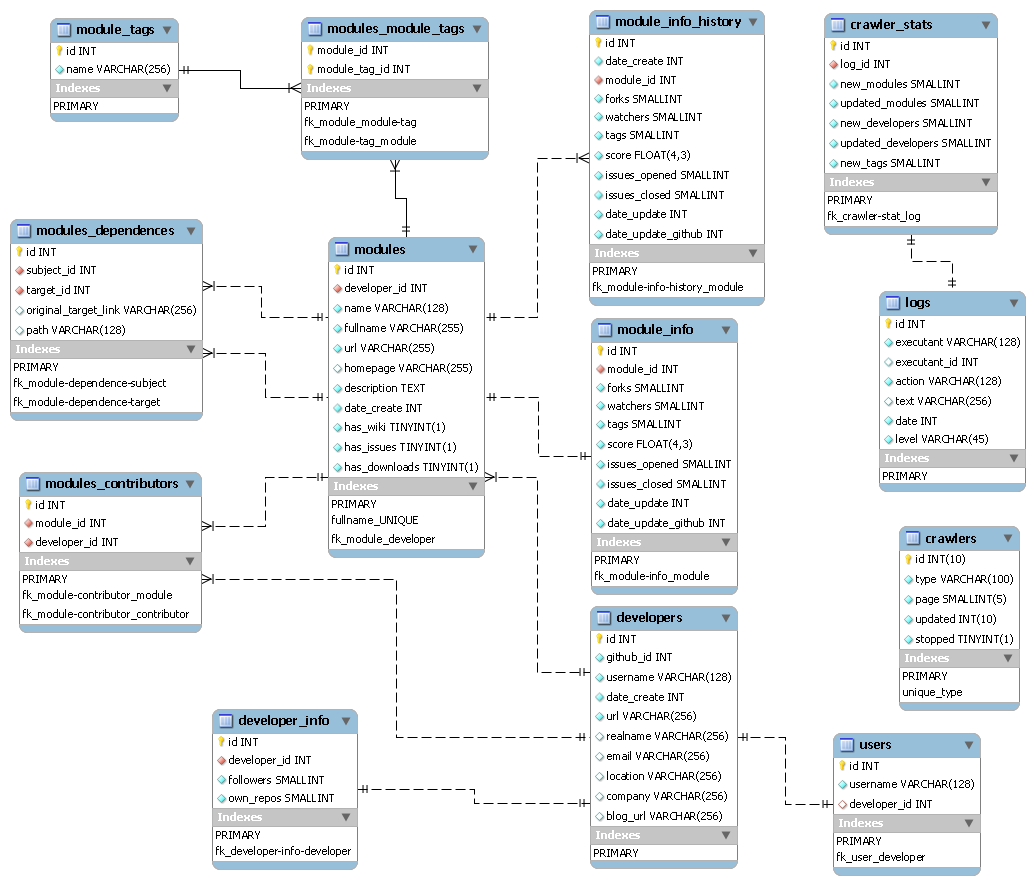 module_tags
id INT
name VARCHAR(256)
Indexes
PRIMARY
modules_module_tags
module_id INT
module_tag_id INT
Indexes
PRIMARY
fk_module_module-tag
fk_module-tag_module
module_info_history
id INT
date_create INT
module_id INT
forks SMALLINT
watchers SMALLINT
tags SMALLINT
score FLOAT(4,3)
issues_opened SMALLINT
issues_closed SMALLINT
date_update INT
date_update_github INT
Indexes
PRIMARY
fk_module-info-history_module
crawler_stats
id INT
log_id INT
new_modules SMALLINT
updated_modules SMALLINT
new_developers SMALLINT
updated_developers SMALLINT
new_tags SMALLINT
Indexes
PRIMARY
fk_crawler-stat_log
modules_dependences
id INT
subject_id INT
target_id INT
original_target_link VARCHAR(256)
path VARCHAR(128)
Indexes
PRIMARY
fk_module-dependence-subject
fk_module-dependence-target
modules
id INT
developer_id INT
name VARCHAR(128)
fullname VARCHAR(255)
url VARCHAR(255)
homepage VARCHAR(255)
description TEXT
date_create INT
has_wiki TINYINT(1)
has_issues TINYINT(1)
has_downloads TINYINT(1)
Indexes
PRIMARY
fullname_UNIQUE
fk_module_developer
module_info
id INT
module_id INT
forks SMALLINT
watchers SMALLINT
tags SMALLINT
score FLOAT(4,3)
issues_opened SMALLINT
issues_closed SMALLINT
date_update INT
date_update_github INT
Indexes
PRIMARY
fk_module-info_module
logs
id INT
executant VARCHAR(128)
executant_id INT
action VARCHAR(128)
text VARCHAR(256)
date INT
level VARCHAR(45)
Indexes
PRIMARY
modules_contributors
id INT
module_id INT
developer_id INT
Indexes
PRIMARY
fk_module-contributor_module
fk_module-contributor_contributor
crawlers
id INT(10)
type VARCHAR(100)
page SMALLINT(5)
updated INT(10)
stopped TINYINT(1)
Indexes
PRIMARY
unique_type
developers
id INT
github_id INT
username VARCHAR(128)
date_create INT
url VARCHAR(256)
realname VARCHAR(256)
email VARCHAR(256)
location VARCHAR(256)
company VARCHAR(256)
blog_url VARCHAR(256)
Indexes
PRIMARY
developer_info
id INT
developer_id INT
followers SMALLINT
own_repos SMALLINT
Indexes
PRIMARY
fk_developer-info-developer
users
id INT
username VARCHAR(128)
developer_id INT
Indexes
PRIMARY
fk_user_developer